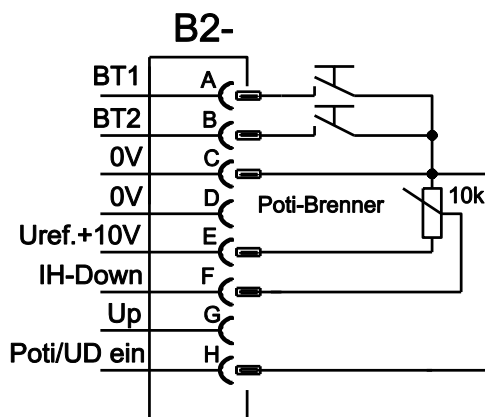 B2-
BT1 A
BT2 B
0V C
0V D
Poti-Brenner 10k
Uref.+10V E
IH-Down F
Up G
Poti/UD ein H